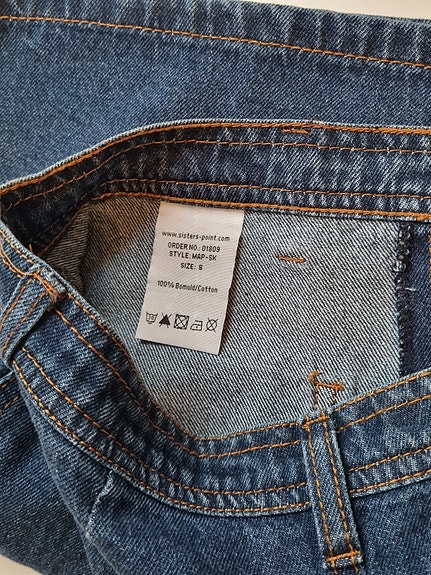 www.sisters-point.com
ORDER NO.: 01809
STYLE: MAP-SK
SIZE: S
100% Bomuld/Cotton